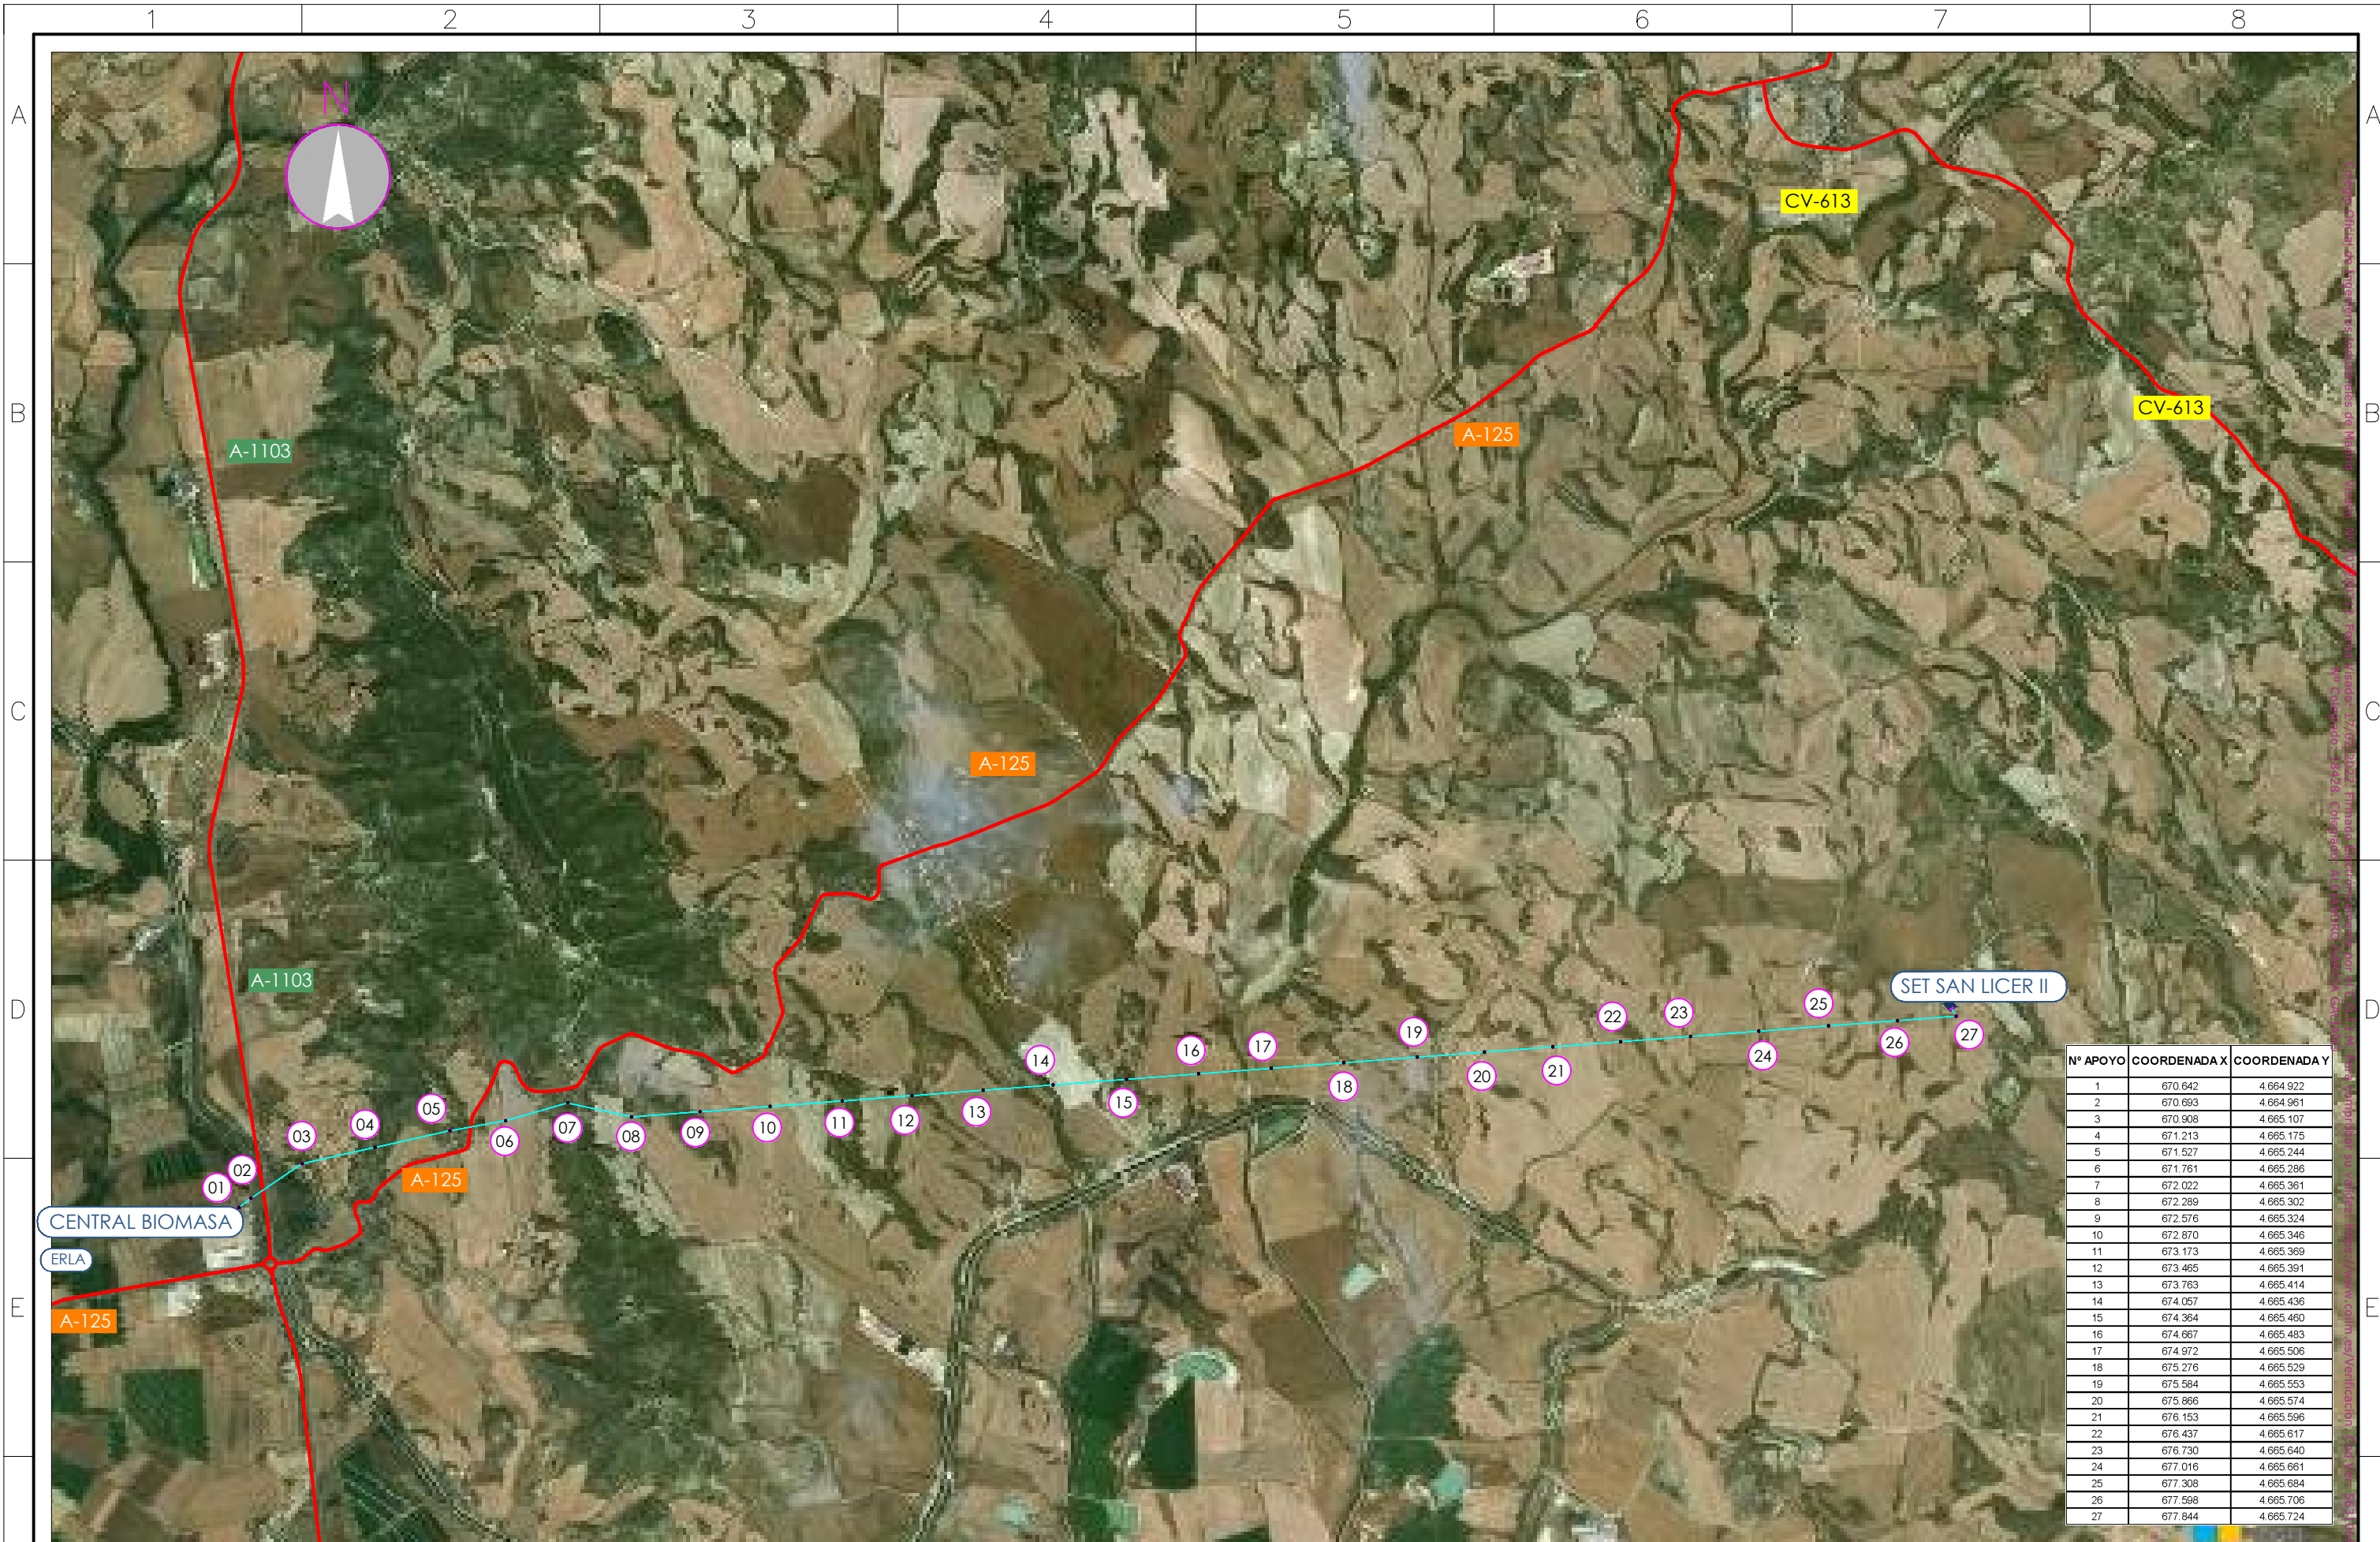 1 2 3 4 5 6 7 8
A A
N
CV-613
B B
CV-613
A-125
A-1103
C C
A-125
A-1103
SET SAN LICER II
D D
25
22 23
19
27
26
24
16 17
14
21
20
18
15
13
12
11
10
09
08
07
06
05
04
03
02
01
A-125
CENTRAL BIOMASA
ERLA
E E
A-125
Nº APOYO COORDENADA X COORDENADA Y
1 670.642 4.664.922
2 670.693 4.664.961
3 670.908 4.665.107
4 671.213 4.665.175
5 671.527 4.665.244
6 671.761 4.665.286
7 672.022 4.665.361
8 672.289 4.665.302
9 672.576 4.665.324
10 672.870 4.665.346
11 673.173 4.665.369
12 673.465 4.665.391
13 673.763 4.665.414
14 674.057 4.665.436
15 674.364 4.665.460
16 674.667 4.665.483
17 674.972 4.665.506
18 675.276 4.665.529
19 675.584 4.665.553
20 675.866 4.665.574
21 676.153 4.665.596
22 676.437 4.665.617
23 676.730 4.665.640
24 677.016 4.665.661
25 677.308 4.665.684
26 677.598 4.665.706
27 677.844 4.665.724